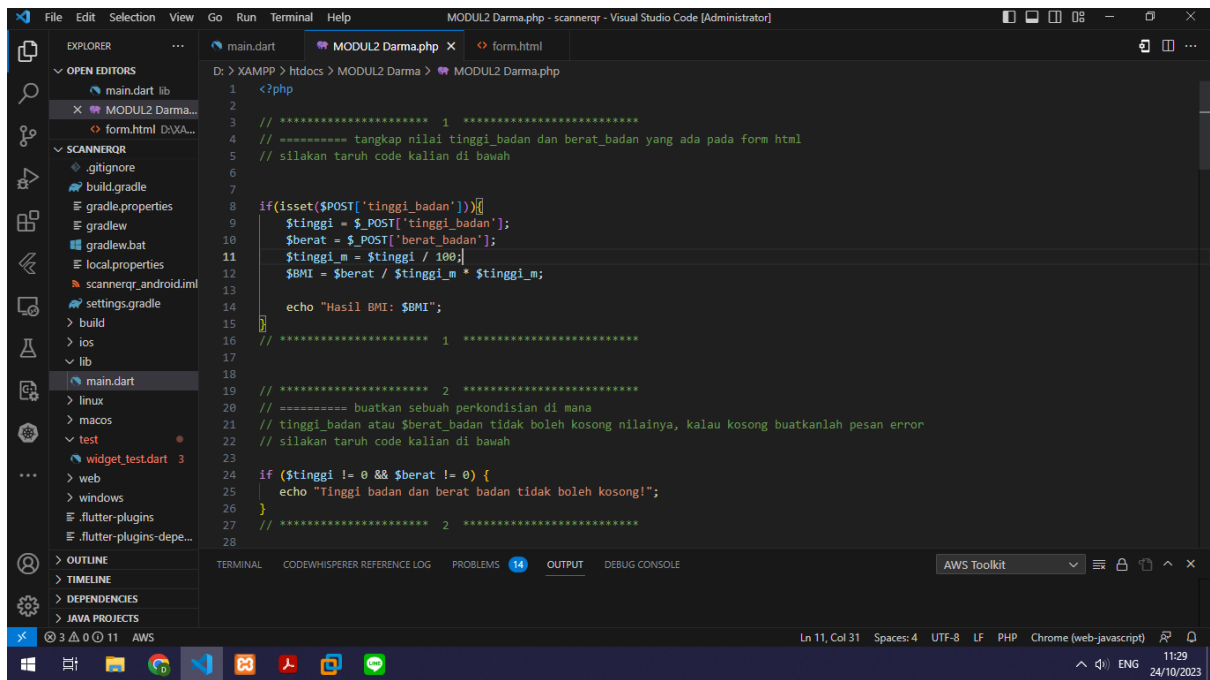 File Edit Selection View Go Run Terminal Help
MODUL2 Darma.php - scannerqr - Visual Studio Code [Administrator]
EXPLORER
OPEN EDITORS
main.dart lib
MODUL2 Darma...
form.html D:\XA...
SCANNERQR
.gitignore
build.gradle
gradle.properties
gradlew
gradlew.bat
local.properties
scannerqr_android.iml
settings.gradle
build
ios
lib
main.dart
linux
macos
test
widget_test.dart 3
web
windows
.flutter-plugins
.flutter-plugins-depe...
OUTLINE
TIMELINE
DEPENDENCIES
JAVA PROJECTS
main.dart
MODUL2 Darma.php
form.html
D: > XAMPP > htdocs > MODUL2 Darma > MODUL2 Darma.php
1 <?php
2
3 // ********************** 1 **************************
4 // ========== tangkap nilai tinggi_badan dan berat_badan yang ada pada form html
5 // silakan taruh code kalian di bawah
6
7
8 if(isset($POST['tinggi_badan'])){
9 $tinggi = $_POST['tinggi_badan'];
10 $berat = $_POST['berat_badan'];
11 $tinggi_m = $tinggi / 100;
12 $BMI = $berat / $tinggi_m * $tinggi_m;
13
14 echo "Hasil BMI: $BMI";
15 }
16 // ********************** 1 **************************
17
18
19 // ********************** 2 **************************
20 // ========== buatkan sebuah perkondisian di mana
21 // tinggi_badan atau $berat_badan tidak boleh kosong nilainya, kalau kosong buatkanlah pesan error
22 // silakan taruh code kalian di bawah
23
24 if ($tinggi != 0 && $berat != 0) {
25 echo "Tinggi badan dan berat badan tidak boleh kosong!";
26 }
27 // ********************** 2 **************************
28
TERMINAL CODEWHISPERER REFERENCE LOG PROBLEMS 14 OUTPUT DEBUG CONSOLE
AWS Toolkit
3 0 11 AWS
Ln 11, Col 31 Spaces: 4 UTF-8 LF PHP Chrome (web-javascript)
ENG
11:29
24/10/2023